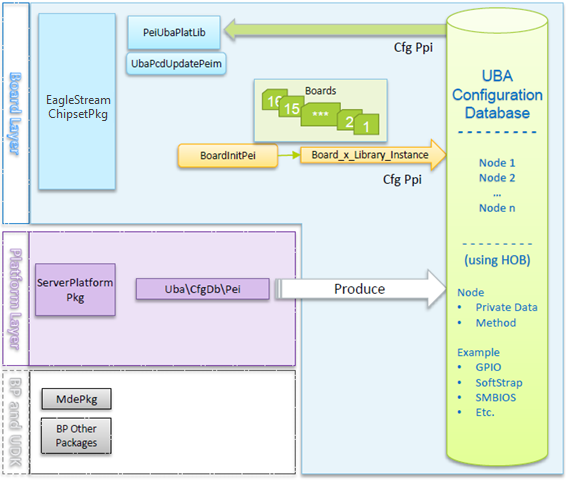 Board Layer
PeiUbaPlatLib
UbaPcdUpdatePeim
EagleStream
ChipsetPkg
Cfg Ppi
Boards
16
15
***
2
1
BoardInitPei
Board_x_Library_Instance
Cfg Ppi
UBA
Configuration
Database
Node 1
Node 2
...
Node n
(using HOB)
Node
• Private Data
• Method
Example
• GPIO
• SoftStrap
• SMBIOS
• Etc.
Platform Layer
ServerPlatform
Pkg
Uba\CfgDb\Pei
Produce
BP and UDK
MdePkg
BP Other
Packages